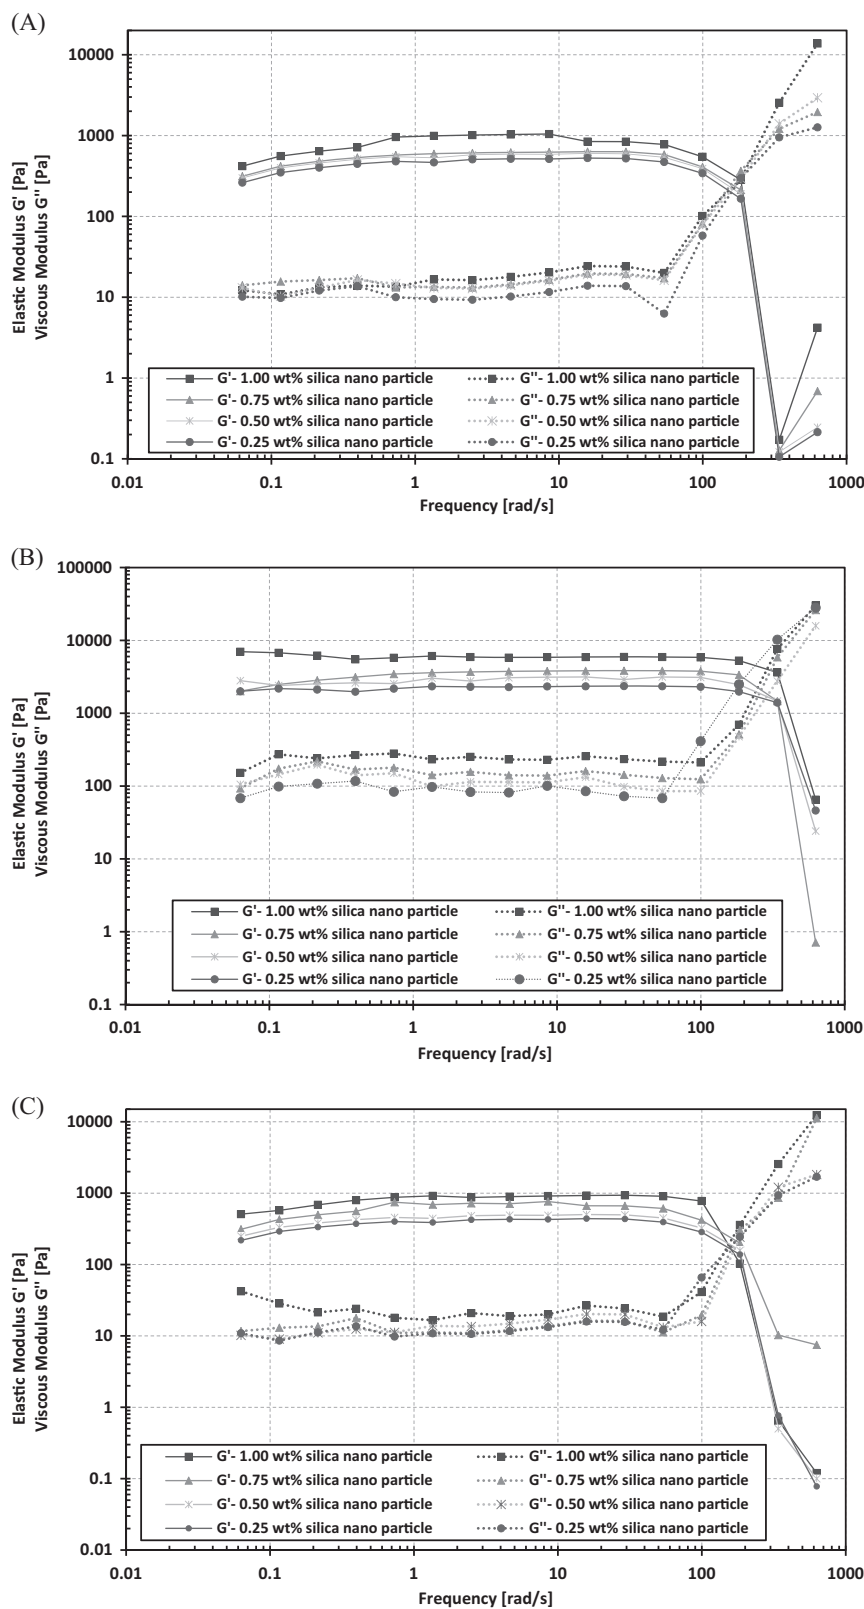 (A)
10000
1000
100
10
1
0.1
Elastic Modulus G' [Pa]
Viscous Modulus G'' [Pa]
G'- 1.00 wt% silica nano particle
G''- 1.00 wt% silica nano particle
G'- 0.75 wt% silica nano particle
G''- 0.75 wt% silica nano particle
G'- 0.50 wt% silica nano particle
G''- 0.50 wt% silica nano particle
G'- 0.25 wt% silica nano particle
G''- 0.25 wt% silica nano particle
0.01 0.1 1 10 100 1000
Frequency [rad/s]
(B)
100000
10000
1000
100
10
1
0.1
Elastic Modulus G' [Pa]
Viscous Modulus G'' [Pa]
G'- 1.00 wt% silica nano particle
G''- 1.00 wt% silica nano particle
G'- 0.75 wt% silica nano particle
G''- 0.75 wt% silica nano particle
G'- 0.50 wt% silica nano particle
G''- 0.50 wt% silica nano particle
G'- 0.25 wt% silica nano particle
G''- 0.25 wt% silica nano particle
0.01 0.1 1 10 100 1000
Frequency [rad/s]
(C)
10000
1000
100
10
1
0.1
0.01
Elastic Modulus G' [Pa]
Viscous Modulus G'' [Pa]
G'- 1.00 wt% silica nano particle
G''- 1.00 wt% silica nano particle
G'- 0.75 wt% silica nano particle
G''- 0.75 wt% silica nano particle
G'- 0.50 wt% silica nano particle
G''- 0.50 wt% silica nano particle
G'- 0.25 wt% silica nano particle
G''- 0.25 wt% silica nano particle
0.01 0.1 1 10 100 1000
Frequency [rad/s]